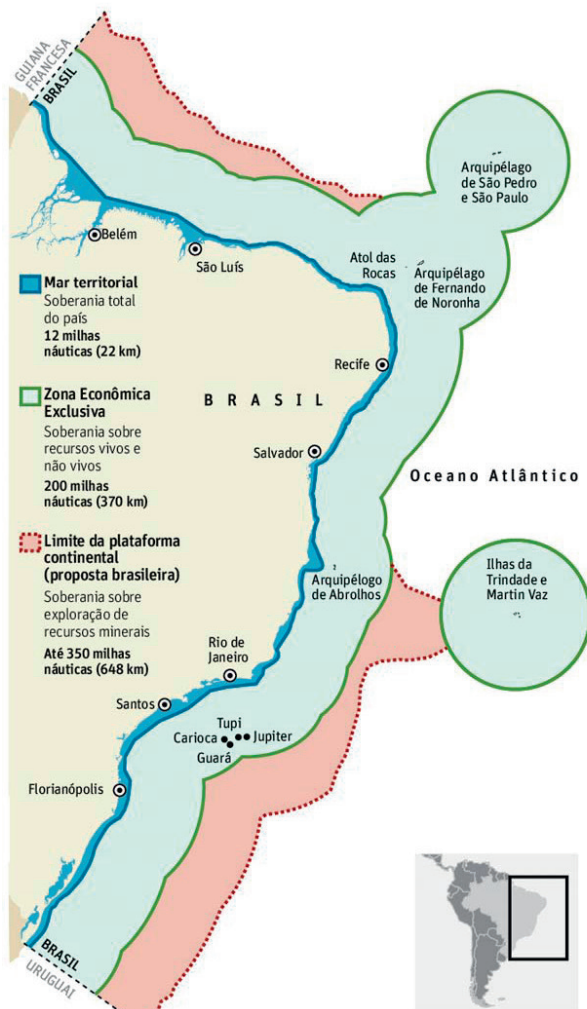 GUIANA
FRANCESA
BRASIL
Arquipélago
de São Pedro
e São Paulo
Belém
São Luís
Atol das
Rocas
Arquipélago
de Fernando
de Noronha
Mar territorial
Soberania total
do país
12 milhas
náuticas (22 km)
Recife
BRASIL
Zona Econômica
Exclusiva
Soberania sobre
recursos vivos e
não vivos
200 milhas
náuticas (370 km)
Salvador
Oceano Atlântico
Limite da plataforma
continental
(proposta brasileira)
Soberania sobre
exploração de
recursos minerais
Até 350 milhas
náuticas (648 km)
Arquipélogo
de Abrolhos
Ilhas da
Trindade e
Martin Vaz
Rio de
Janeiro
Santos
Tupi
Carioca
Jupiter
Guará
Florianópolis
BRASIL
URUGUAI